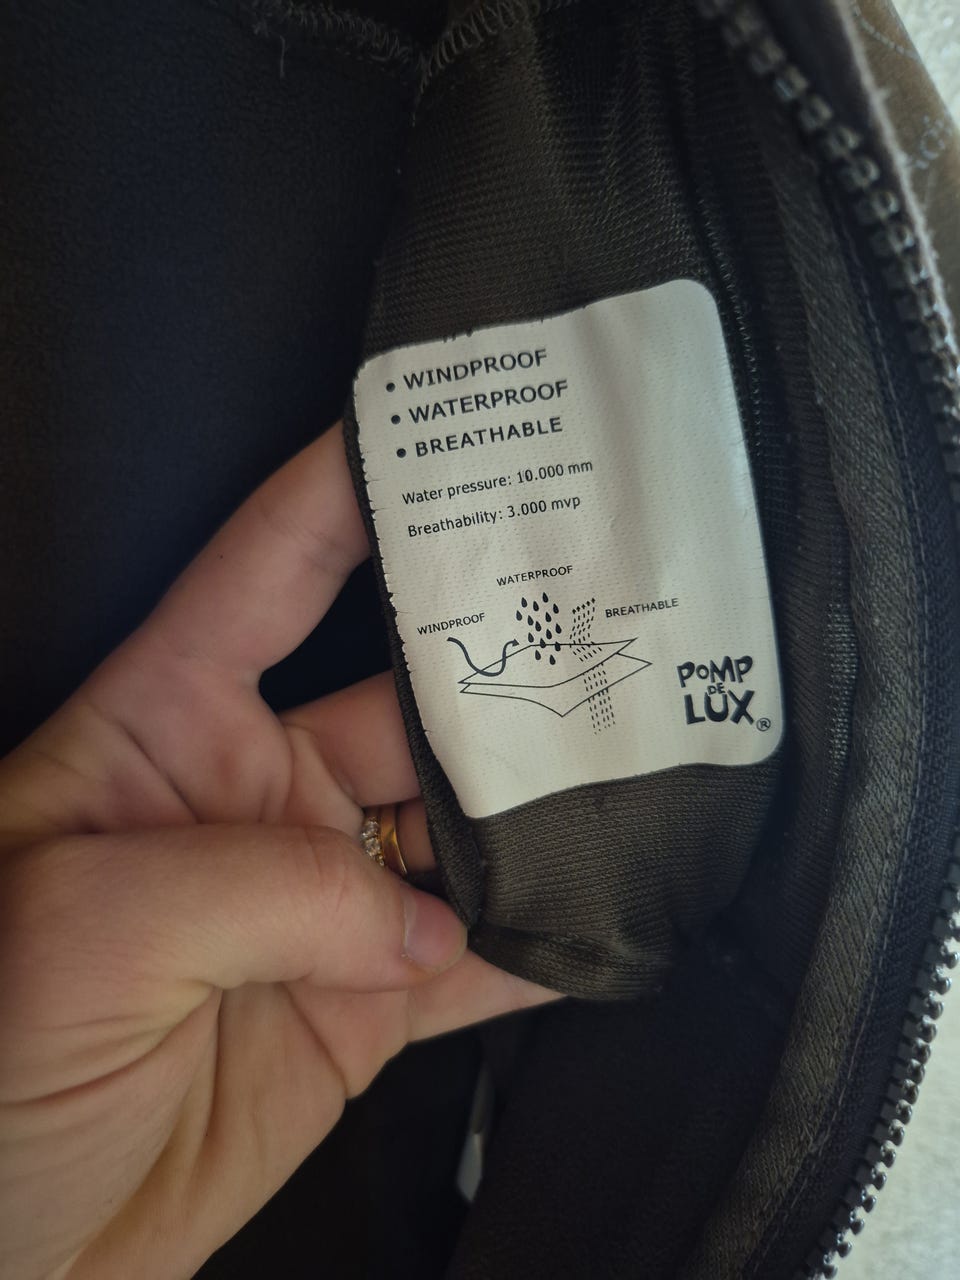 • WINDPROOF
• WATERPROOF
• BREATHABLE
Water pressure: 10.000 mm
Breathability: 3.000 mvp
WATERPROOF
WINDPROOF
BREATHABLE
POMP
DE
LUX®